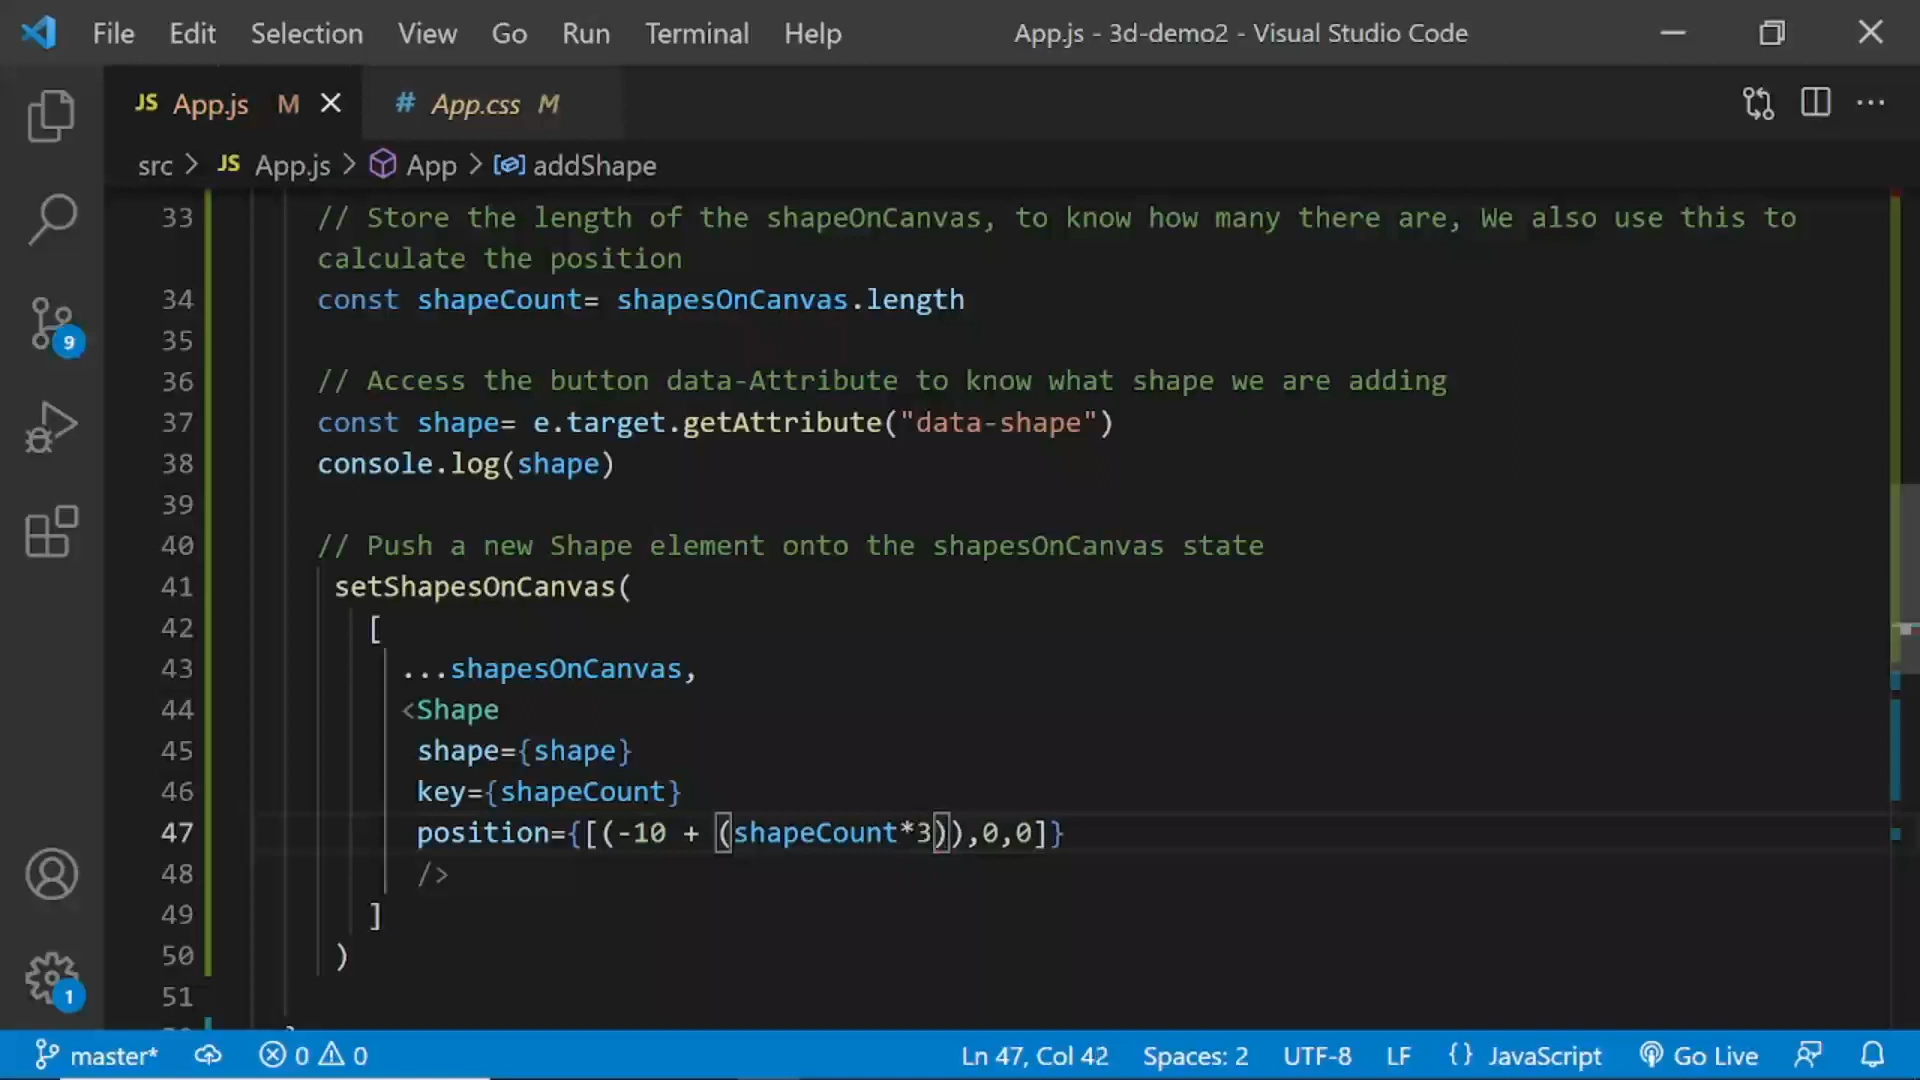 File Edit Selection View Go Run Terminal Help App.js - 3d-demo2 - Visual Studio Code
JS App.js M # App.css M
src > JS App.js > App > addShape
33 // Store the length of the shapeOnCanvas, to know how many there are, We also use this to
calculate the position
34 const shapeCount= shapesOnCanvas.length
35
36 // Access the button data-Attribute to know what shape we are adding
37 const shape= e.target.getAttribute("data-shape")
38 console.log(shape)
39
40 // Push a new Shape element onto the shapesOnCanvas state
41 setShapesOnCanvas(
42 [
43 ...shapesOnCanvas,
44 <Shape
45 shape={shape}
46 key={shapeCount}
47 position={[(-10 + (shapeCount*3)),0,0]}
48 />
49 ]
50 )
51
9
1
master* 0 0 Ln 47, Col 42 Spaces: 2 UTF-8 LF {} JavaScript Go Live